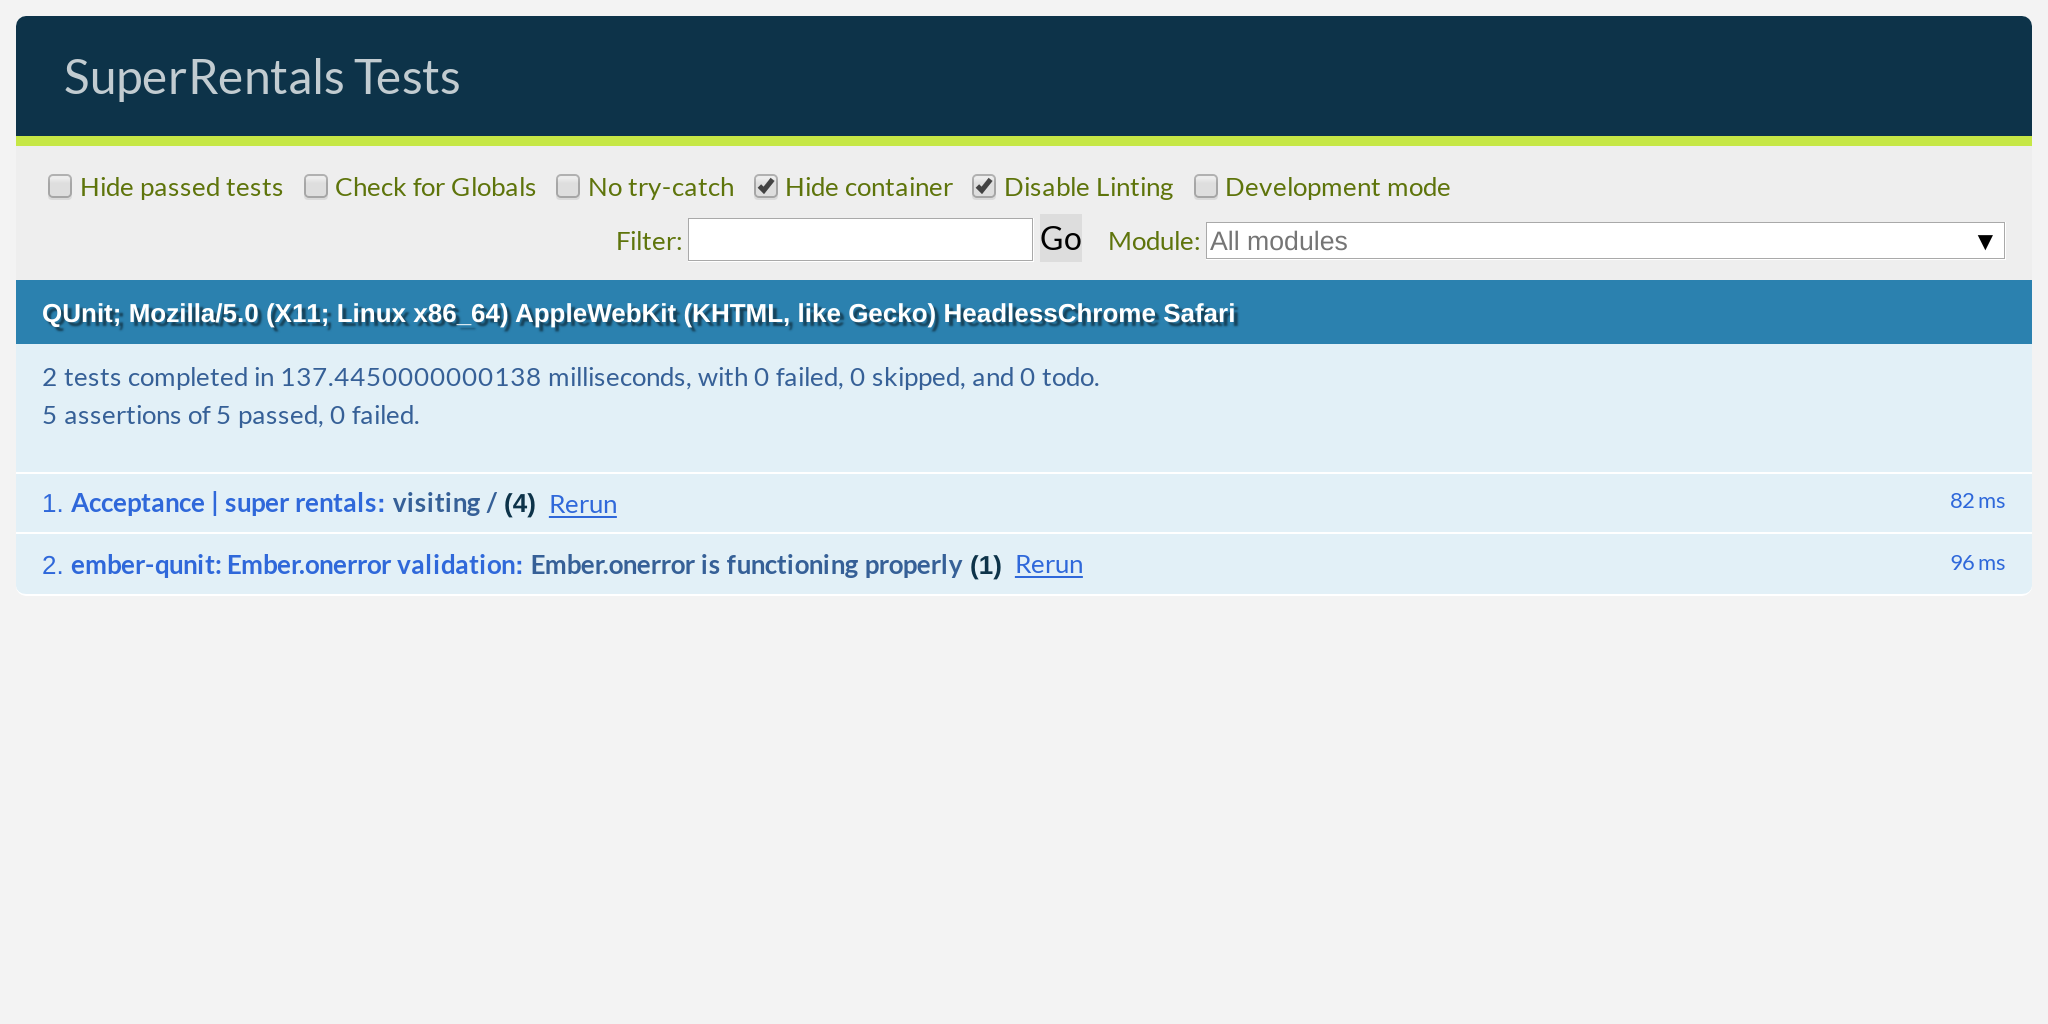 SuperRentals Tests
Hide passed tests Check for Globals No try-catch Hide container Disable Linting Development mode
Filter: Go Module: All modules ▼
QUnit; Mozilla/5.0 (X11; Linux x86_64) AppleWebKit (KHTML, like Gecko) HeadlessChrome Safari
2 tests completed in 137.4450000000138 milliseconds, with 0 failed, 0 skipped, and 0 todo.
5 assertions of 5 passed, 0 failed.
1. Acceptance | super rentals: visiting / (4) Rerun 82 ms
2. ember-qunit: Ember.onerror validation: Ember.onerror is functioning properly (1) Rerun 96 ms